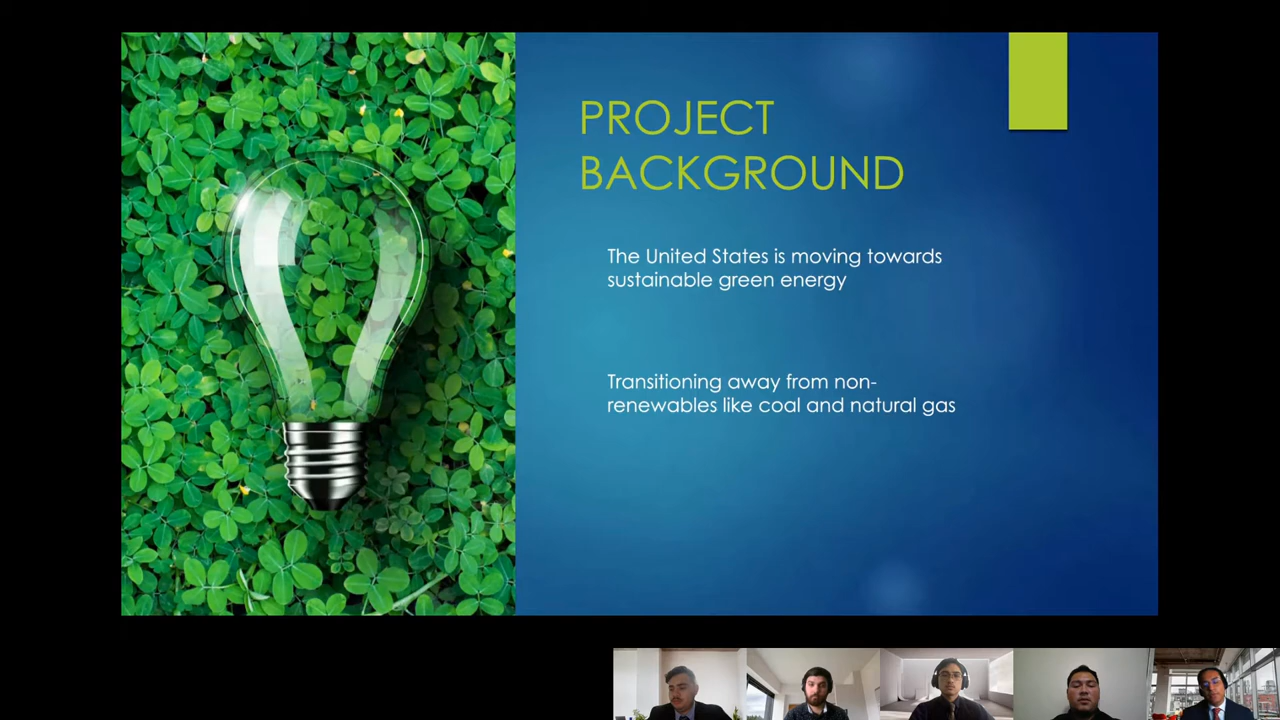 PROJECT
BACKGROUND
The United States is moving towards
sustainable green energy
Transitioning away from non-
renewables like coal and natural gas